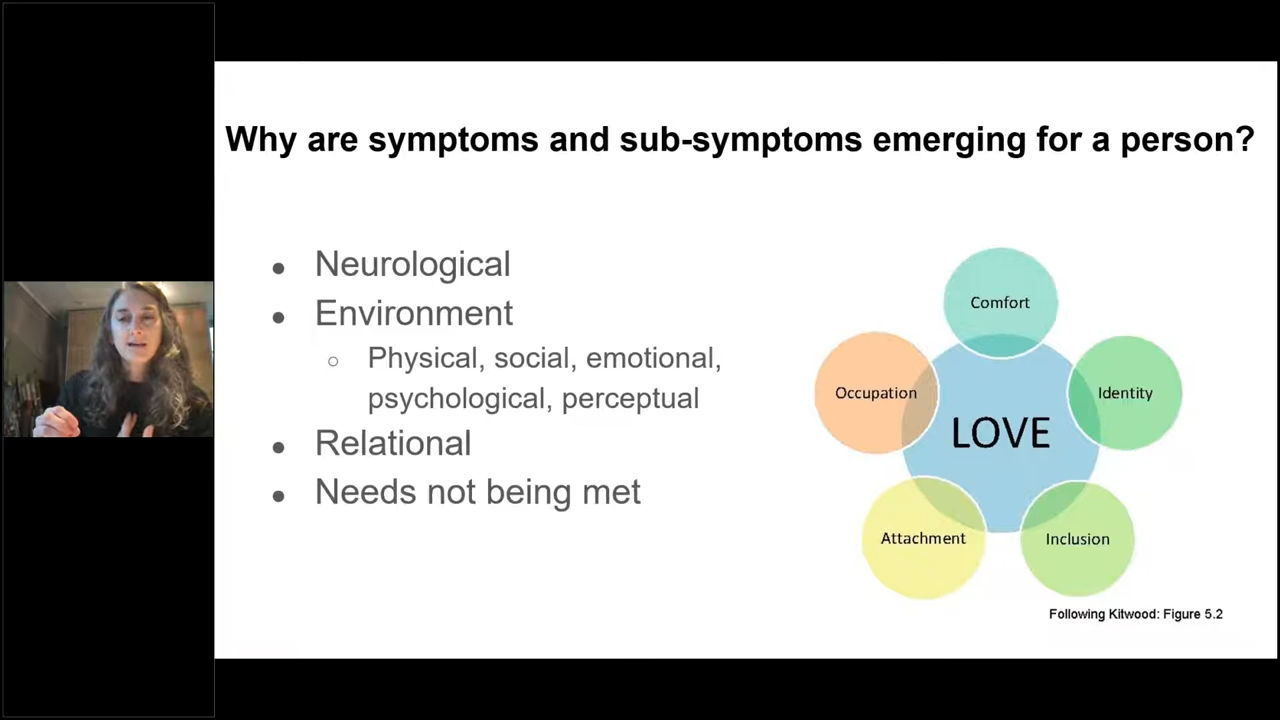 Why are symptoms and sub-symptoms emerging for a person?
● Neurological
● Environment
○ Physical, social, emotional,
psychological, perceptual
● Relational
● Needs not being met
Comfort
Occupation
Identity
LOVE
Attachment
Inclusion
Following Kitwood: Figure 5.2